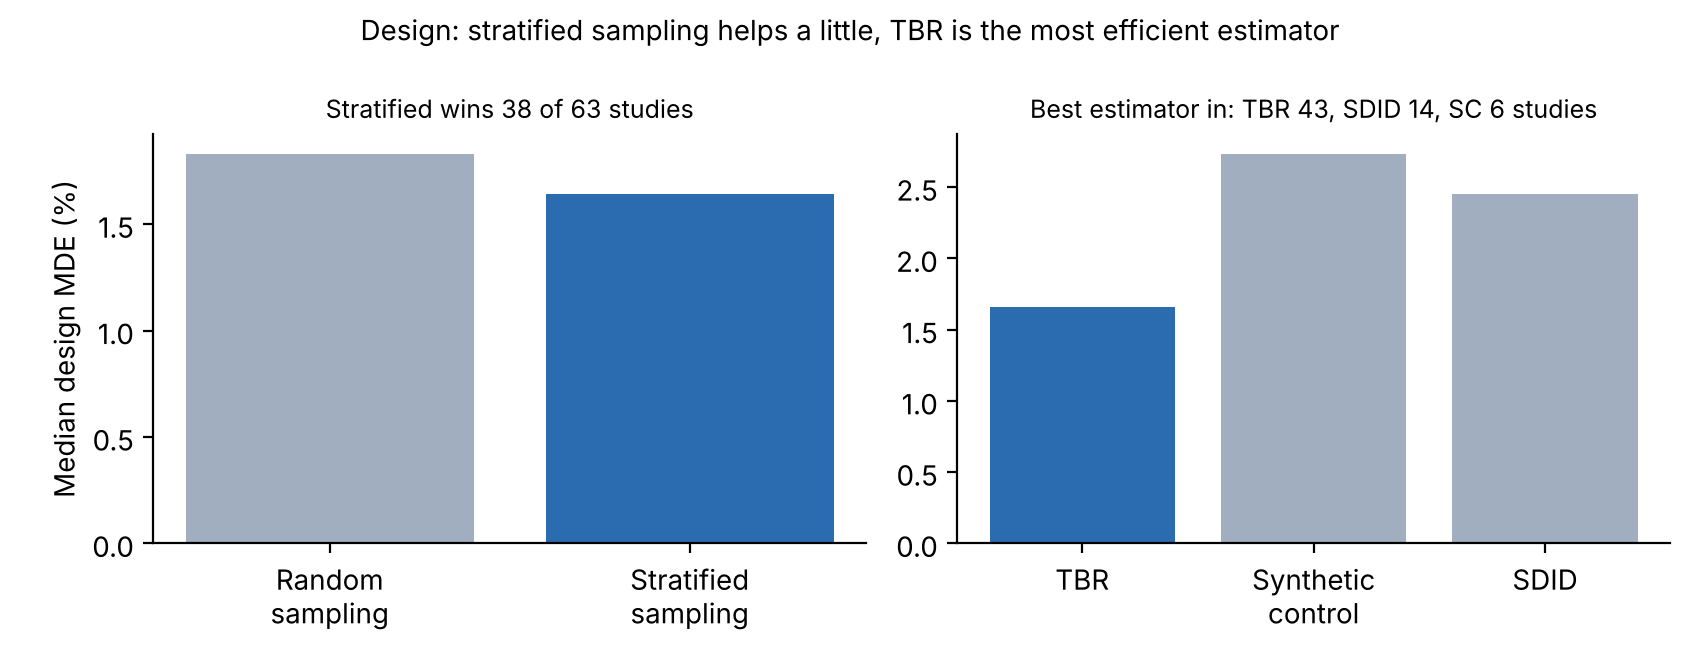 Design: stratified sampling helps a little, TBR is the most efficient estimator
Stratified wins 38 of 63 studies
Median design MDE (%)
1.5
1.0
0.5
0.0
Random
sampling
Stratified
sampling
Best estimator in: TBR 43, SDID 14, SC 6 studies
2.5
2.0
1.5
1.0
0.5
0.0
TBR
Synthetic
control
SDID